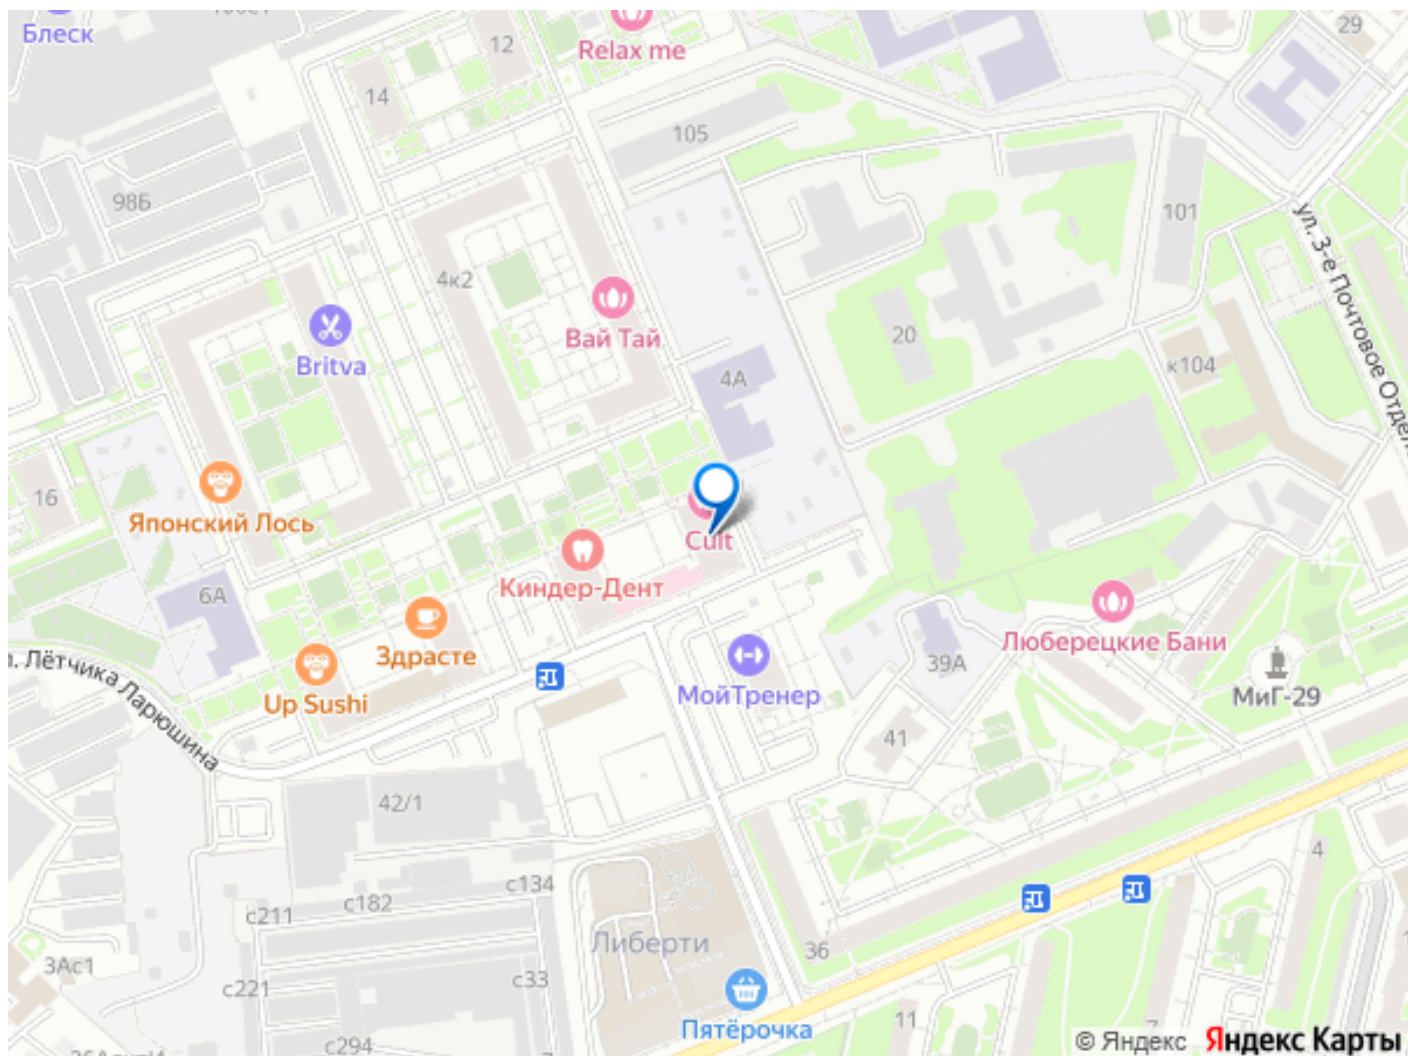 Блеск
Relax me
12
29
14
105
98Б
101
ул. 3-е Почтовое Отдел
4к2
Вай Тай
20
Britva
4А
к104
16
Японский Лось
Cult
Киндер-Дент
6А
Здрасте
Люберецкие Бани
39А
Up Sushi
МойТренер
МиГ-29
л. Лётчика Ларюшина
41
42/1
4
с134
с182
с211
Либерти
36
3Ас1
с221
с33
Пятёрочка
11
7
с294
© Яндекс Яндекс Карты